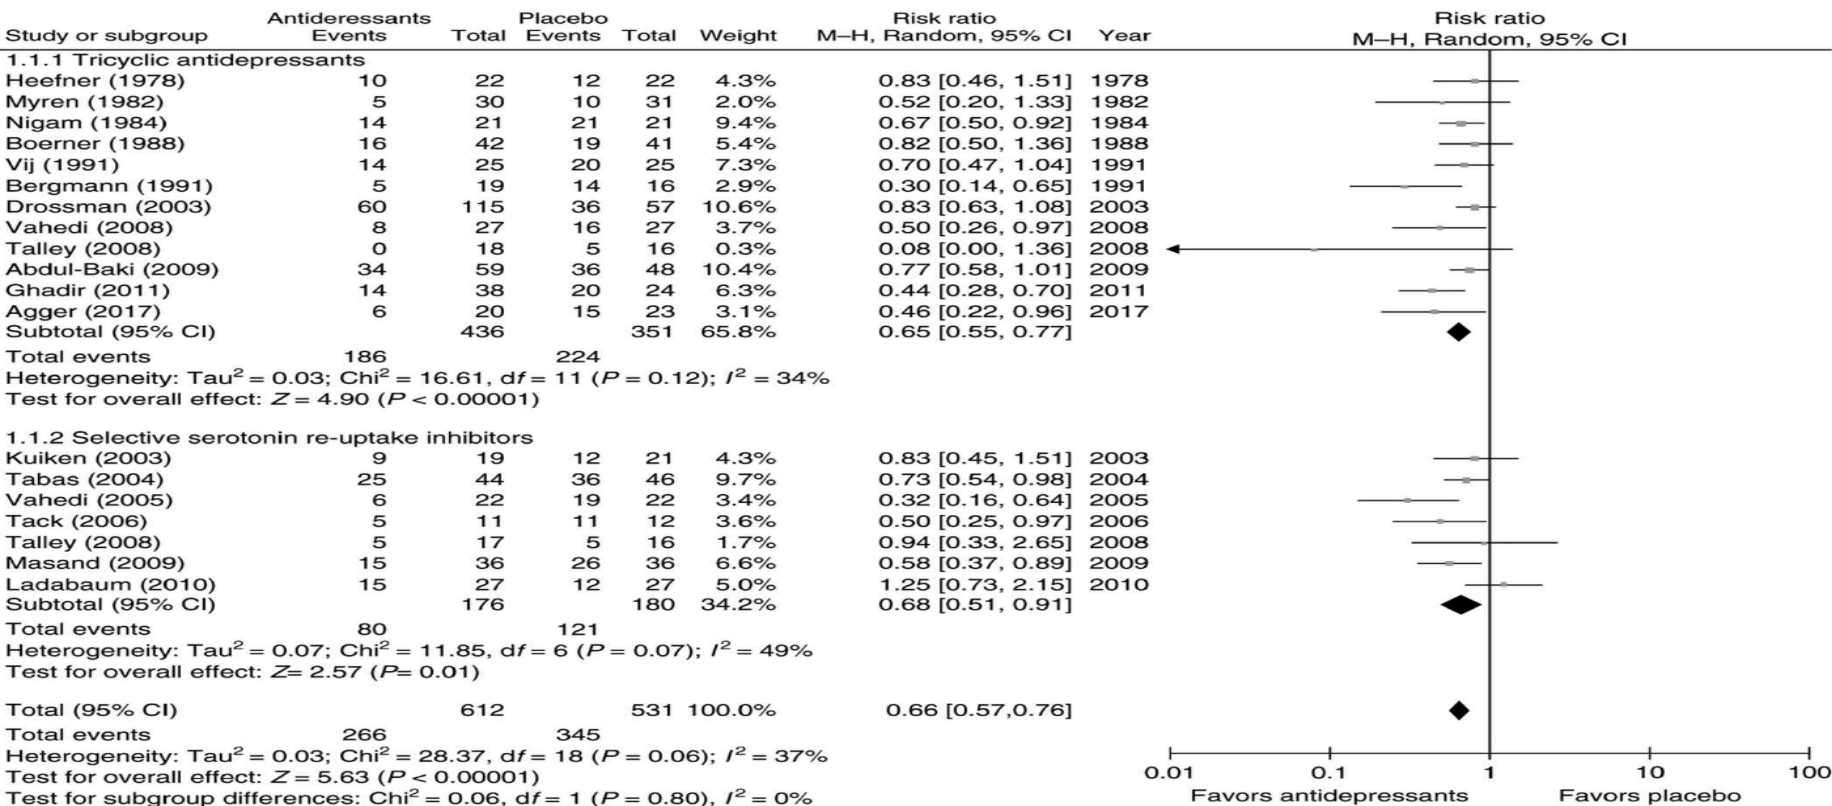 Antideressants Placebo Risk ratio Risk ratio
Study or subgroup Events Total Events Total Weight M–H, Random, 95% CI Year M–H, Random, 95% CI
1.1.1 Tricyclic antidepressants
Heefner (1978) 10 22 12 22 4.3% 0.83 [0.46, 1.51] 1978
Myren (1982) 5 30 10 31 2.0% 0.52 [0.20, 1.33] 1982
Nigam (1984) 14 21 21 21 9.4% 0.67 [0.50, 0.92] 1984
Boerner (1988) 16 42 19 41 5.4% 0.82 [0.50, 1.36] 1988
Vij (1991) 14 25 20 25 7.3% 0.70 [0.47, 1.04] 1991
Bergmann (1991) 5 19 14 16 2.9% 0.30 [0.14, 0.65] 1991
Drossman (2003) 60 115 36 57 10.6% 0.83 [0.63, 1.08] 2003
Vahedi (2008) 8 27 16 27 3.7% 0.50 [0.26, 0.97] 2008
Talley (2008) 0 18 5 16 0.3% 0.08 [0.00, 1.36] 2008
Abdul-Baki (2009) 34 59 36 48 10.4% 0.77 [0.58, 1.01] 2009
Ghadir (2011) 14 38 20 24 6.3% 0.44 [0.28, 0.70] 2011
Agger (2017) 6 20 15 23 3.1% 0.46 [0.22, 0.96] 2017
Subtotal (95% CI) 436 351 65.8% 0.65 [0.55, 0.77]
Total events 186 224
Heterogeneity: Tau² = 0.03; Chi² = 16.61, df = 11 (P = 0.12); I² = 34%
Test for overall effect: Z = 4.90 (P < 0.00001)
1.1.2 Selective serotonin re-uptake inhibitors
Kuiken (2003) 9 19 12 21 4.3% 0.83 [0.45, 1.51] 2003
Tabas (2004) 25 44 36 46 9.7% 0.73 [0.54, 0.98] 2004
Vahedi (2005) 6 22 19 22 3.4% 0.32 [0.16, 0.64] 2005
Tack (2006) 5 11 11 12 3.6% 0.50 [0.25, 0.97] 2006
Talley (2008) 5 17 5 16 1.7% 0.94 [0.33, 2.65] 2008
Masand (2009) 15 36 26 36 6.6% 0.58 [0.37, 0.89] 2009
Ladabaum (2010) 15 27 12 27 5.0% 1.25 [0.73, 2.15] 2010
Subtotal (95% CI) 176 180 34.2% 0.68 [0.51, 0.91]
Total events 80 121
Heterogeneity: Tau² = 0.07; Chi² = 11.85, df = 6 (P = 0.07); I² = 49%
Test for overall effect: Z= 2.57 (P= 0.01)
Total (95% CI) 612 531 100.0% 0.66 [0.57,0.76]
Total events 266 345
Heterogeneity: Tau² = 0.03; Chi² = 28.37, df = 18 (P = 0.06); I² = 37%
Test for overall effect: Z = 5.63 (P < 0.00001)
Test for subgroup differences: Chi² = 0.06, df = 1 (P = 0.80), I² = 0%
0.01 0.1 1 10 100
Favors antidepressants Favors placebo